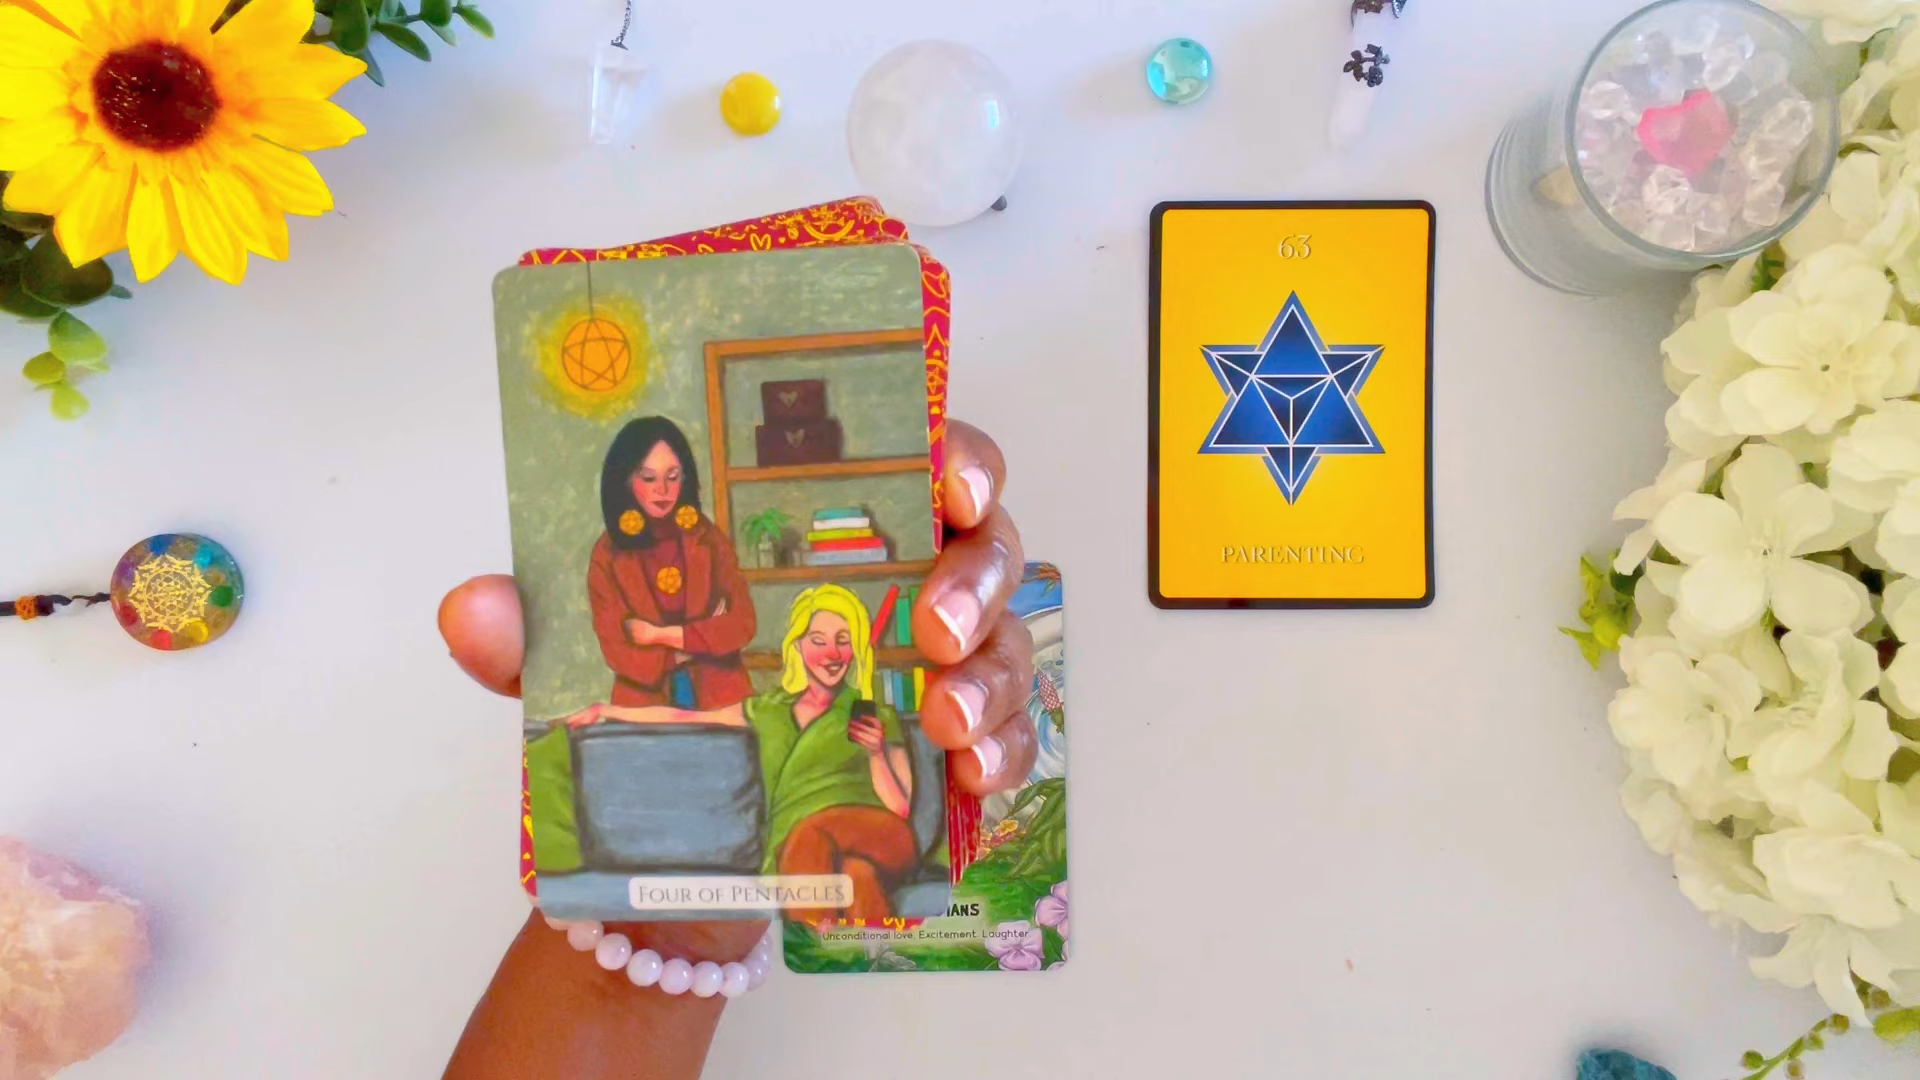 63
PARENTING
FOUR OF PENTACLES
Unconditional love. Excitement. Laughter.